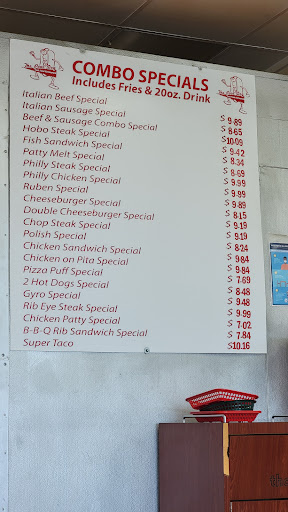 COMBO SPECIALS
Includes Fries & 20oz. Drink
Italian Beef Special $ 9.89
Italian Sausage Special $ 8.65
Beef & Sausage Combo Special $10.09
Hobo Steak Special $ 9.42
Fish Sandwich Special $ 8.34
Patty Melt Special $ 8.69
Philly Steak Special $ 9.99
Philly Chicken Special $ 9.99
Ruben Special $ 9.89
Cheeseburger Special $ 8.15
Double Cheeseburger Special $ 9.19
Chop Steak Special $ 9.19
Polish Special $ 8.24
Chicken Sandwich Special $ 9.84
Chicken on Pita Special $ 9.84
Pizza Puff Special $ 7.69
2 Hot Dogs Special $ 8.48
Gyro Special $ 9.48
Rib Eye Steak Special $ 9.99
Chicken Patty Special $ 7.02
B-B-Q Rib Sandwich Special $ 7.84
Super Taco $10.16